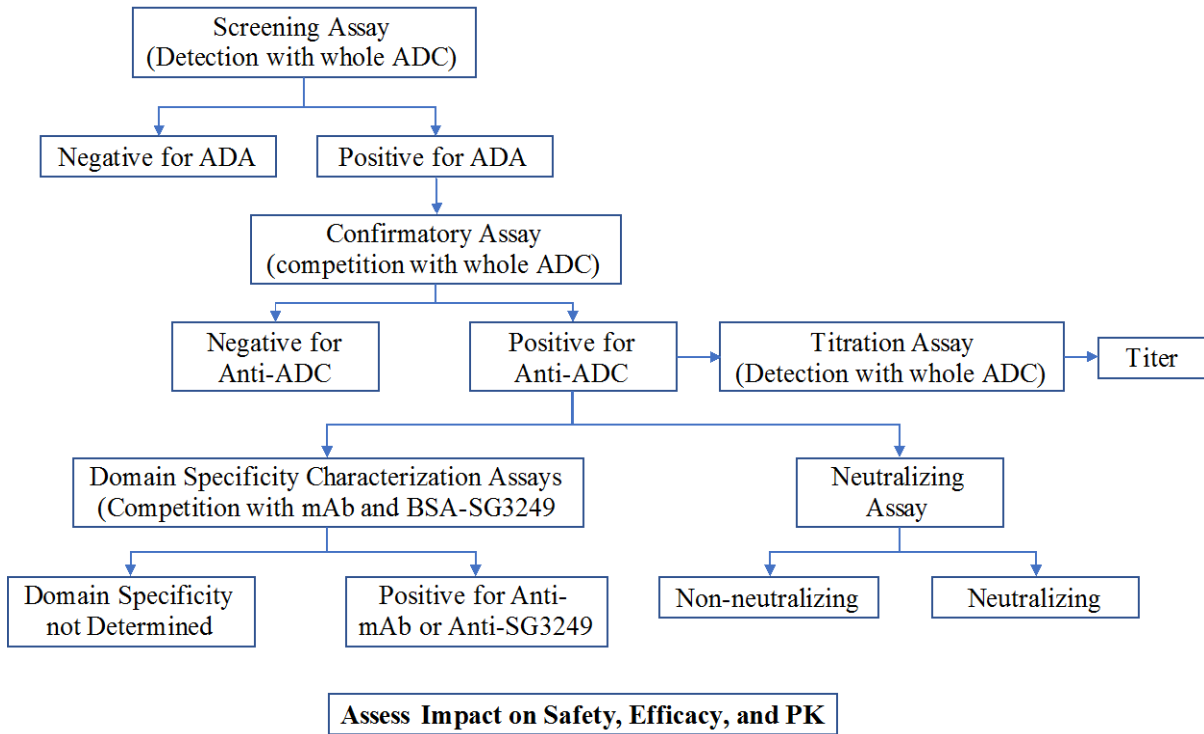 Screening Assay
(Detection with whole ADC)
Negative for ADA
Positive for ADA
Confirmatory Assay
(competition with whole ADC)
Negative for
Anti-ADC
Positive for
Anti-ADC
Titration Assay
(Detection with whole ADC)
Titer
Domain Specificity Characterization Assays
(Competition with mAb and BSA-SG3249
Neutralizing
Assay
Domain Specificity
not Determined
Positive for Anti-
mAb or Anti-SG3249
Non-neutralizing
Neutralizing
Assess Impact on Safety, Efficacy, and PK